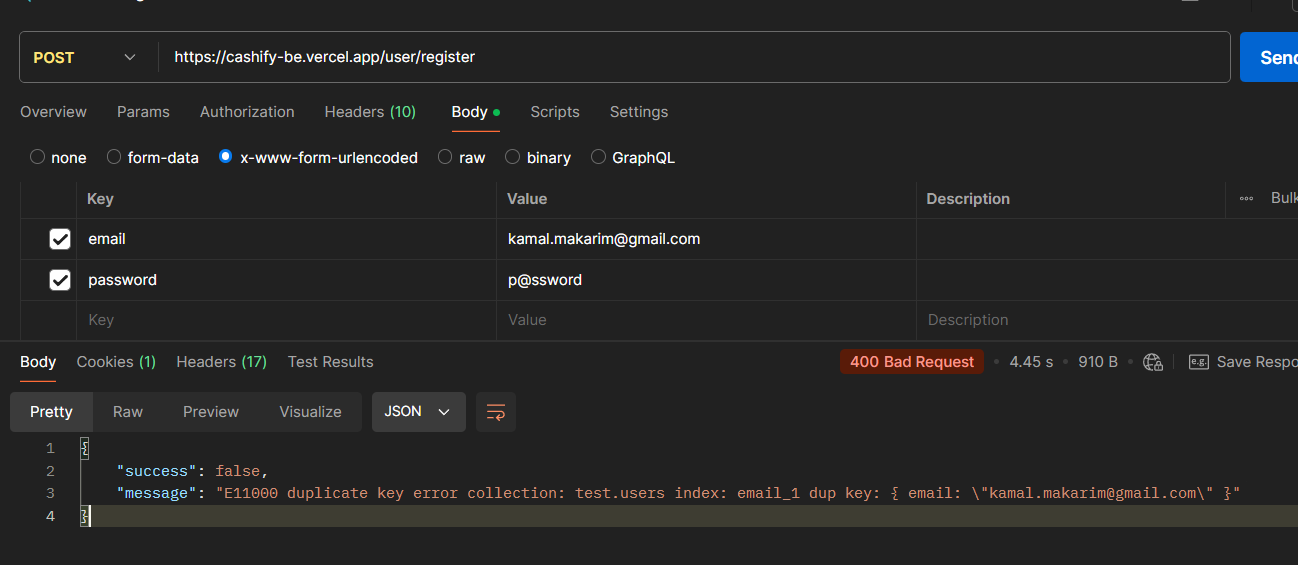 POST https://cashify-be.vercel.app/user/register Send
Overview Params Authorization Headers (10) Body Scripts Settings
none form-data x-www-form-urlencoded raw binary GraphQL
Key Value Description Bulk
email kamal.makarim@gmail.com
password p@ssword
Key Value Description
Body Cookies (1) Headers (17) Test Results 400 Bad Request 4.45 s 910 B e.g. Save Respo
Pretty Raw Preview Visualize JSON
1 {
2 "success": false,
3 "message": "E11000 duplicate key error collection: test.users index: email_1 dup key: { email: \"kamal.makarim@gmail.com\" }"
4 }